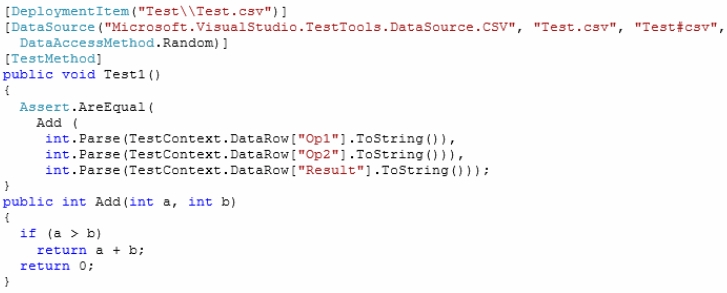 [DeploymentItem("Test\\Test.csv")]
[DataSource("Microsoft.VisualStudio.TestTools.DataSource.CSV", "Test.csv", "Test#csv",
  DataAccessMethod.Random)]
[TestMethod]
public void Test1()
{
  Assert.AreEqual(
    Add (
     int.Parse(TestContext.DataRow["Op1"].ToString()),
     int.Parse(TestContext.DataRow["Op2"].ToString())),
     int.Parse(TestContext.DataRow["Result"].ToString()));
}
public int Add(int a, int b)
{
  if (a > b)
    return a + b;
  return 0;
}